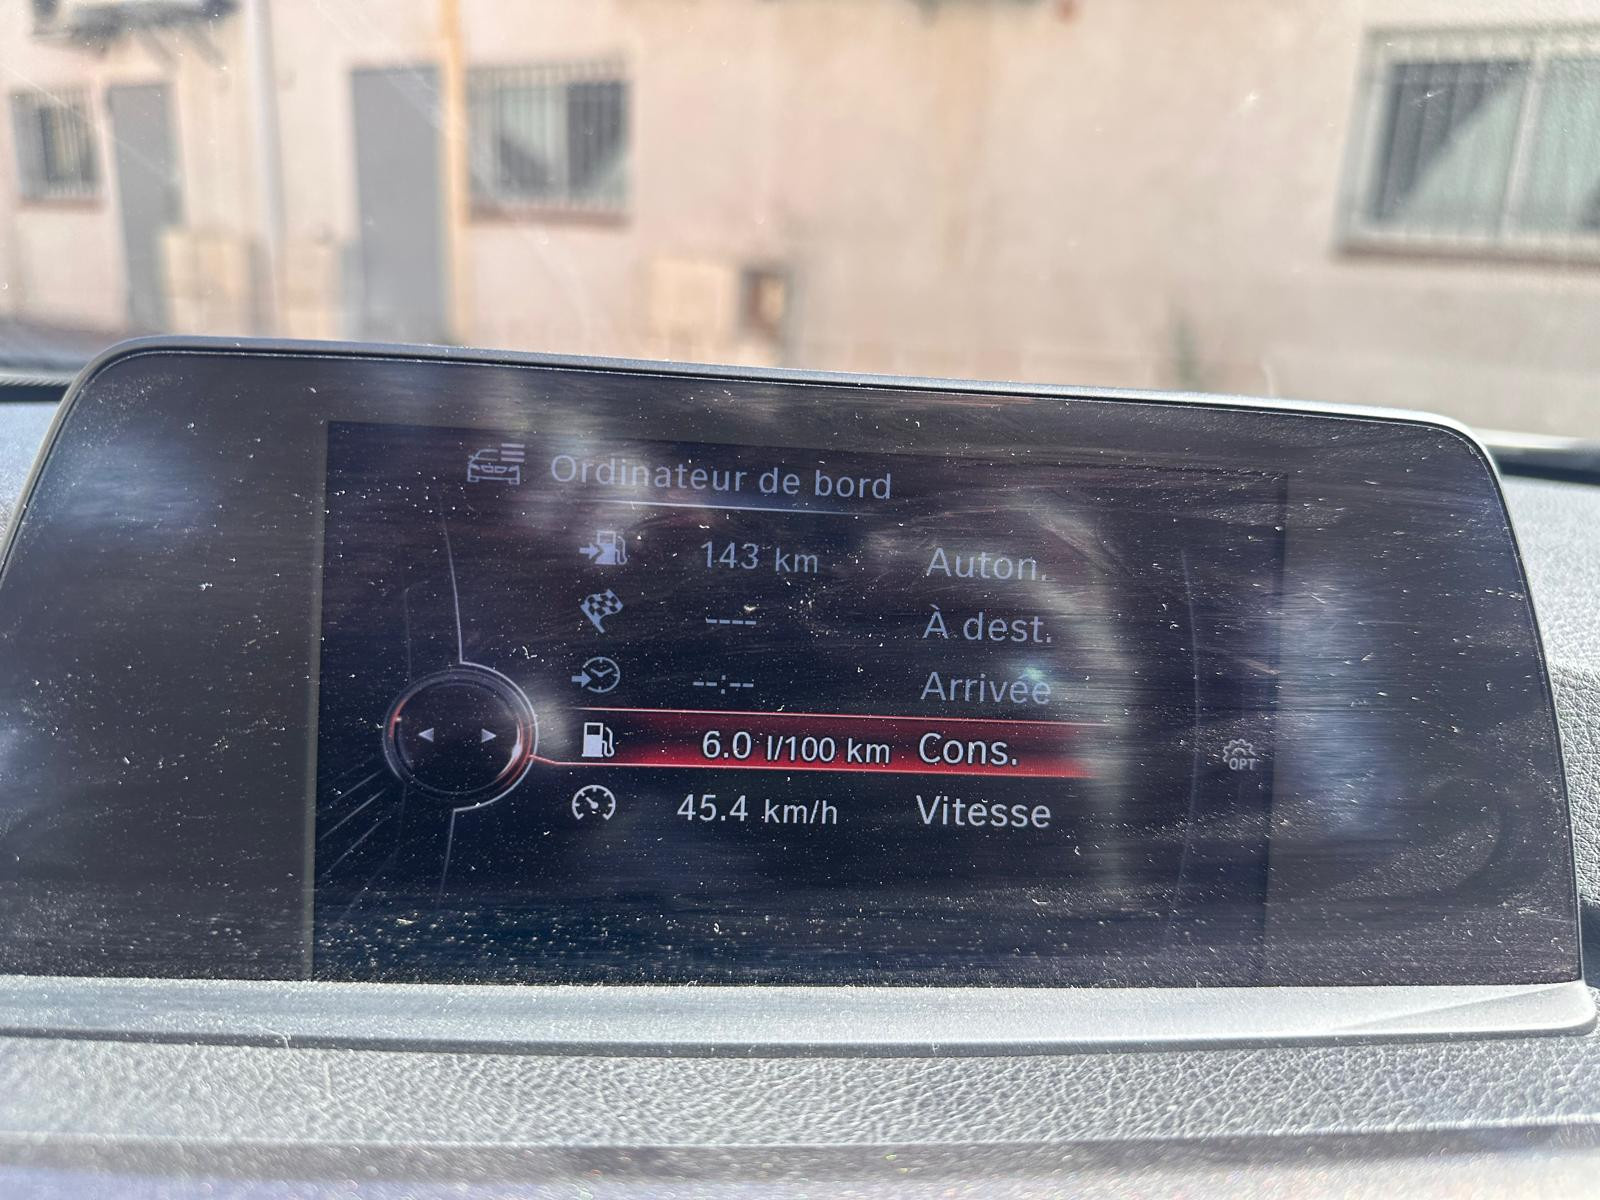 Ordinateur de bord
143 km Auton.
---- À dest.
--:-- Arrivée
6.0 l/100 km Cons.
OPT
45.4 km/h Vitesse